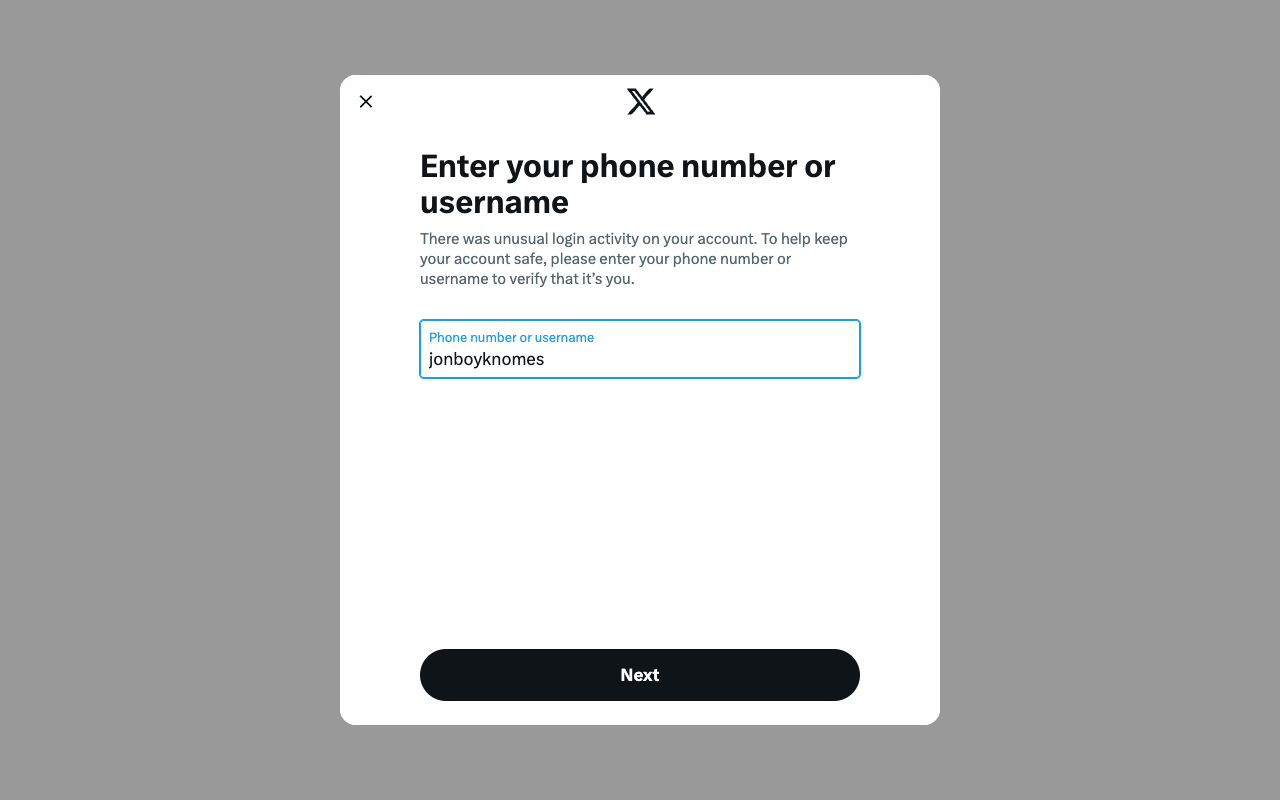 Enter your phone number or
username
There was unusual login activity on your account. To help keep
your account safe, please enter your phone number or
username to verify that it’s you.
Phone number or username
jonboyknomes
Next